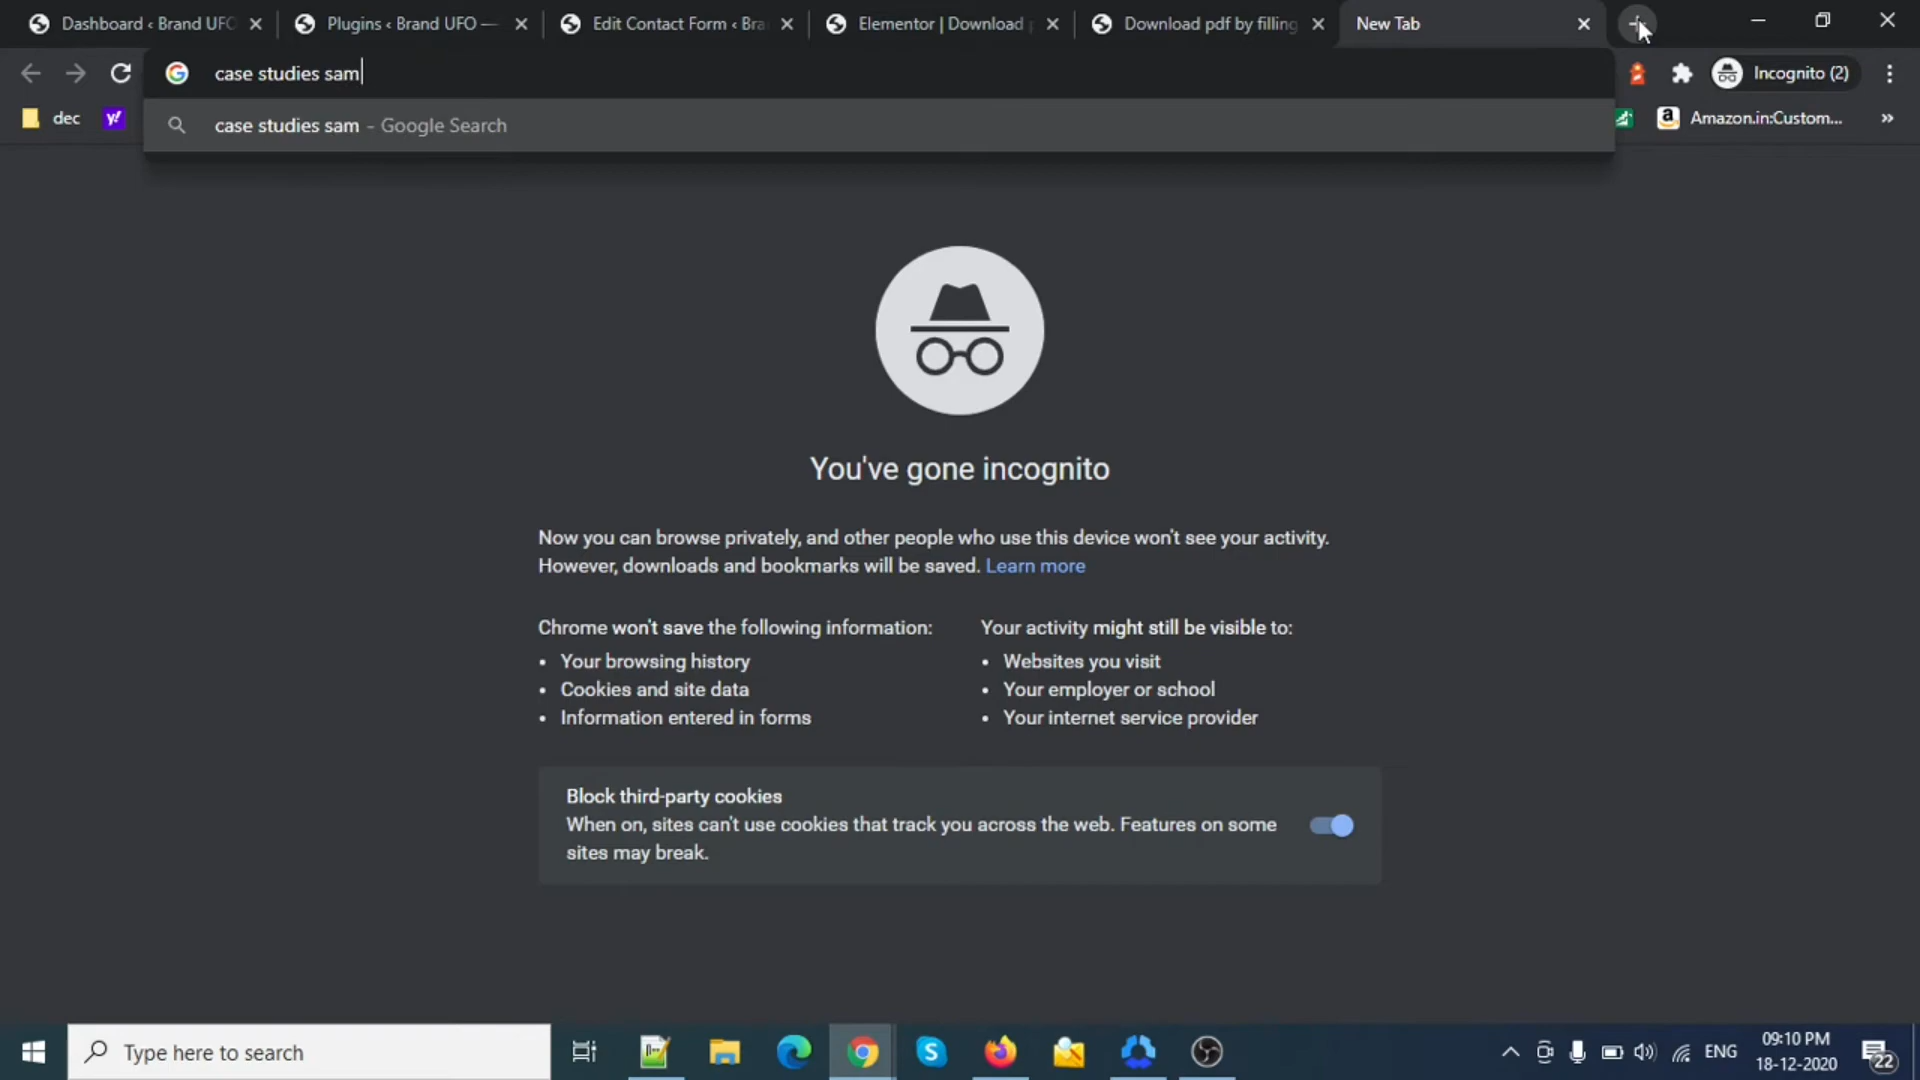 Dashboard ‹ Brand UFO
Plugins ‹ Brand UFO —
Edit Contact Form ‹ Bra
Elementor | Download
Download pdf by filling
New Tab
case studies sam
Incognito (2)
dec
y!
case studies sam - Google Search
Amazon.in:Custom...
»
You've gone incognito
Now you can browse privately, and other people who use this device won't see your activity.
However, downloads and bookmarks will be saved. Learn more
Chrome won't save the following information:
• Your browsing history
• Cookies and site data
• Information entered in forms
Your activity might still be visible to:
• Websites you visit
• Your employer or school
• Your internet service provider
Block third-party cookies
When on, sites can't use cookies that track you across the web. Features on some
sites may break.
Type here to search
ENG
09:10 PM
18-12-2020
22